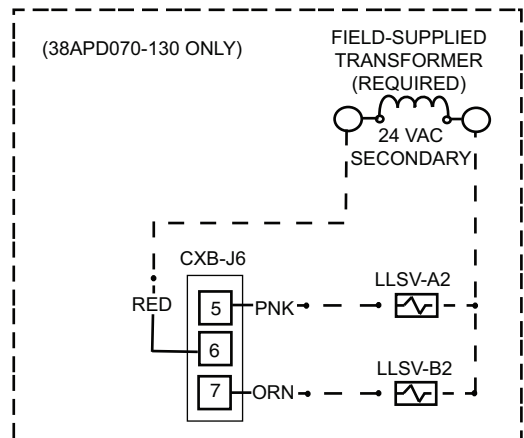 (38APD070-130 ONLY)
FIELD-SUPPLIED
TRANSFORMER
(REQUIRED)
24 VAC
SECONDARY
CXB-J6
RED
5
PNK
LLSV-A2
6
7
ORN
LLSV-B2